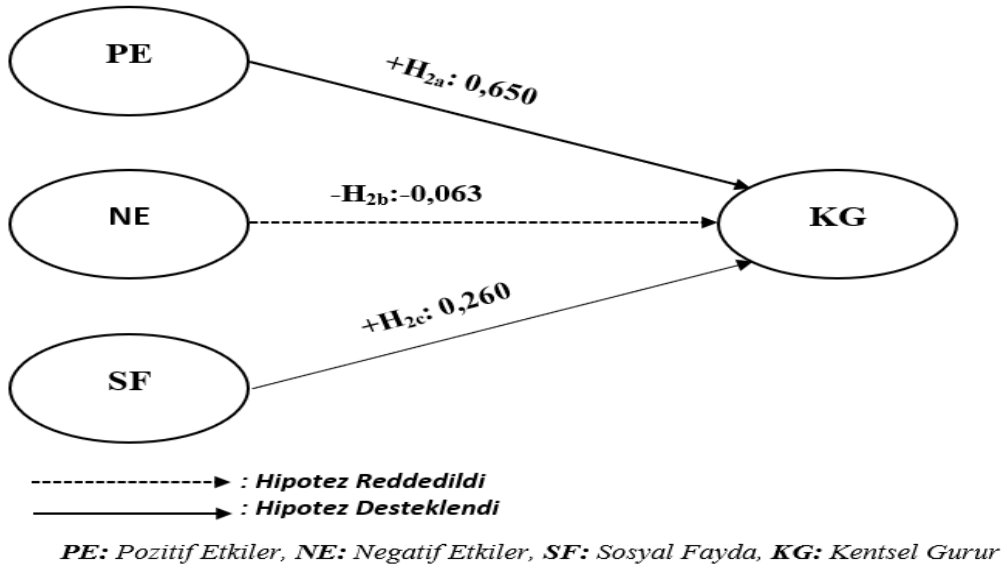 PE
+H2a: 0,650
-H2b:-0,063
NE
KG
+H2c: 0,260
SF
: Hipotez Reddedildi
: Hipotez Desteklendi
PE: Pozitif Etkiler, NE: Negatif Etkiler, SF: Sosyal Fayda, KG: Kentsel Gurur